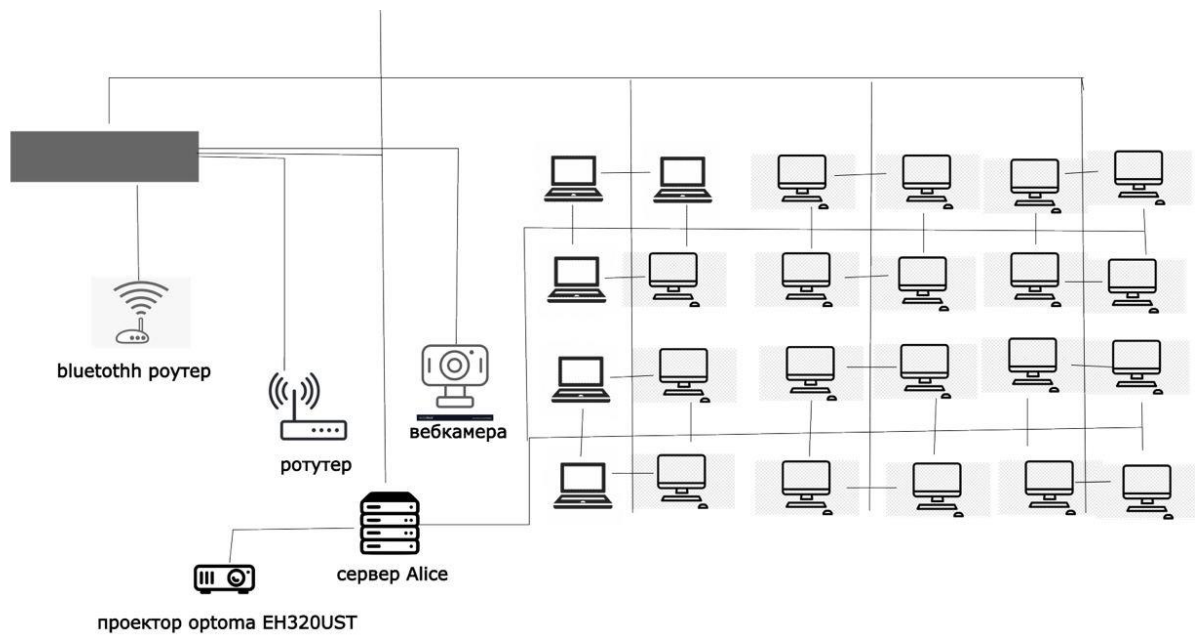 bluetothh роутер
ротутер
вебкамера
сервер Alice
проектор optoma EH320UST